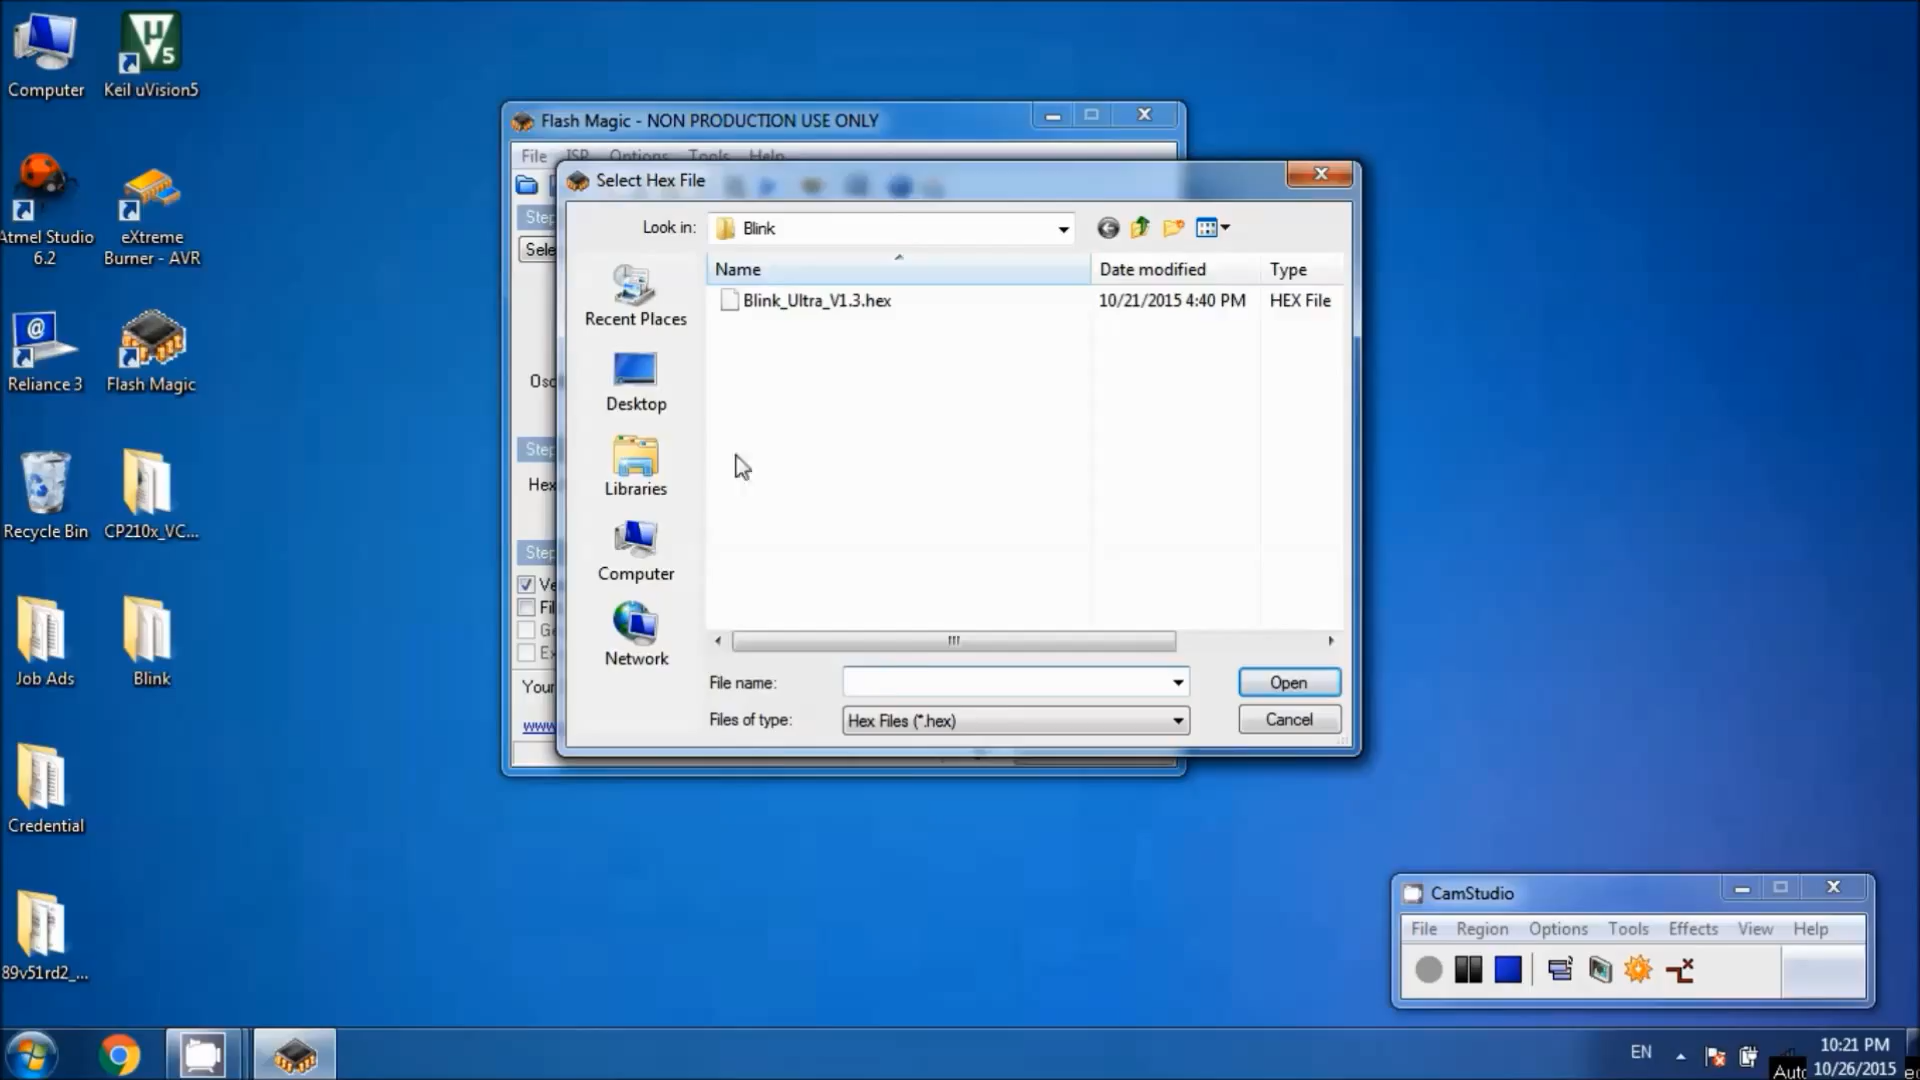 Computer
Keil uVision5
Atmel Studio
6.2
eXtreme
Burner - AVR
Reliance 3
Flash Magic
Recycle Bin
CP210x_VC...
Job Ads
Blink
Credential
89v51rd2_...
Flash Magic - NON PRODUCTION USE ONLY
File ISP Options Tools Help
Select Hex File
Look in: Blink
Name Date modified Type
Blink_Ultra_V1.3.hex 10/21/2015 4:40 PM HEX File
Recent Places
Desktop
Libraries
Computer
Network
File name:
Open
Files of type: Hex Files (*.hex)
Cancel
Step
Sele
Osc
Step
Hex
Step
Ve
Fil
Ge
Ex
Your
www
CamStudio
File Region Options Tools Effects View Help
EN
10:21 PM
10/26/2015
Auto